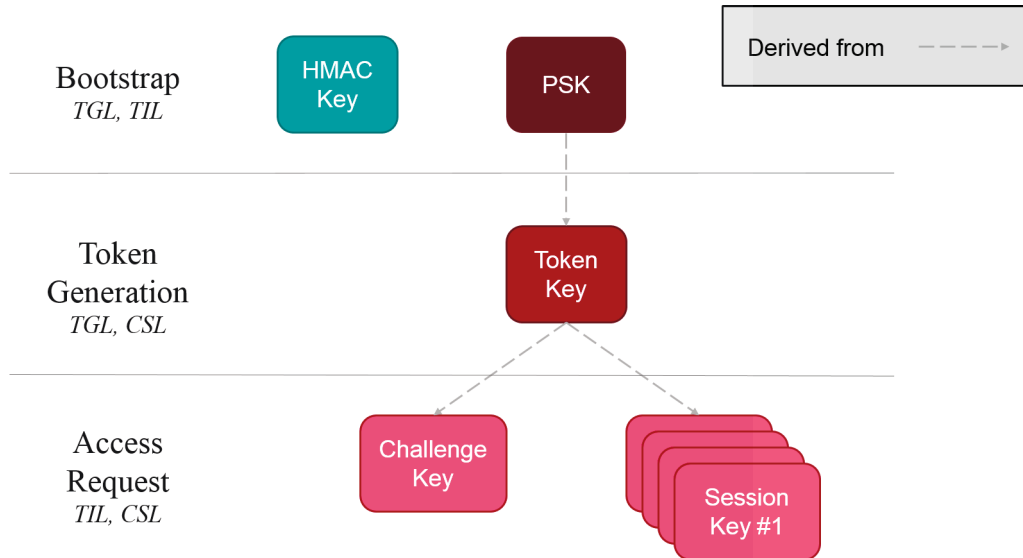 Bootstrap
TGL, TIL
HMAC
Key
PSK
Derived from
Token
Generation
TGL, CSL
Token
Key
Access
Request
TIL, CSL
Challenge
Key
Session
Key #1